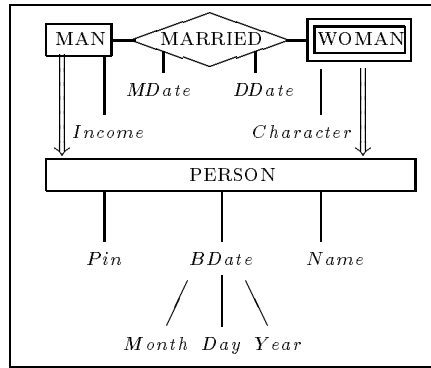 MAN MARRIED WOMAN
MDate DDate
Income Character
PERSON
Pin BDate Name
Month Day Year